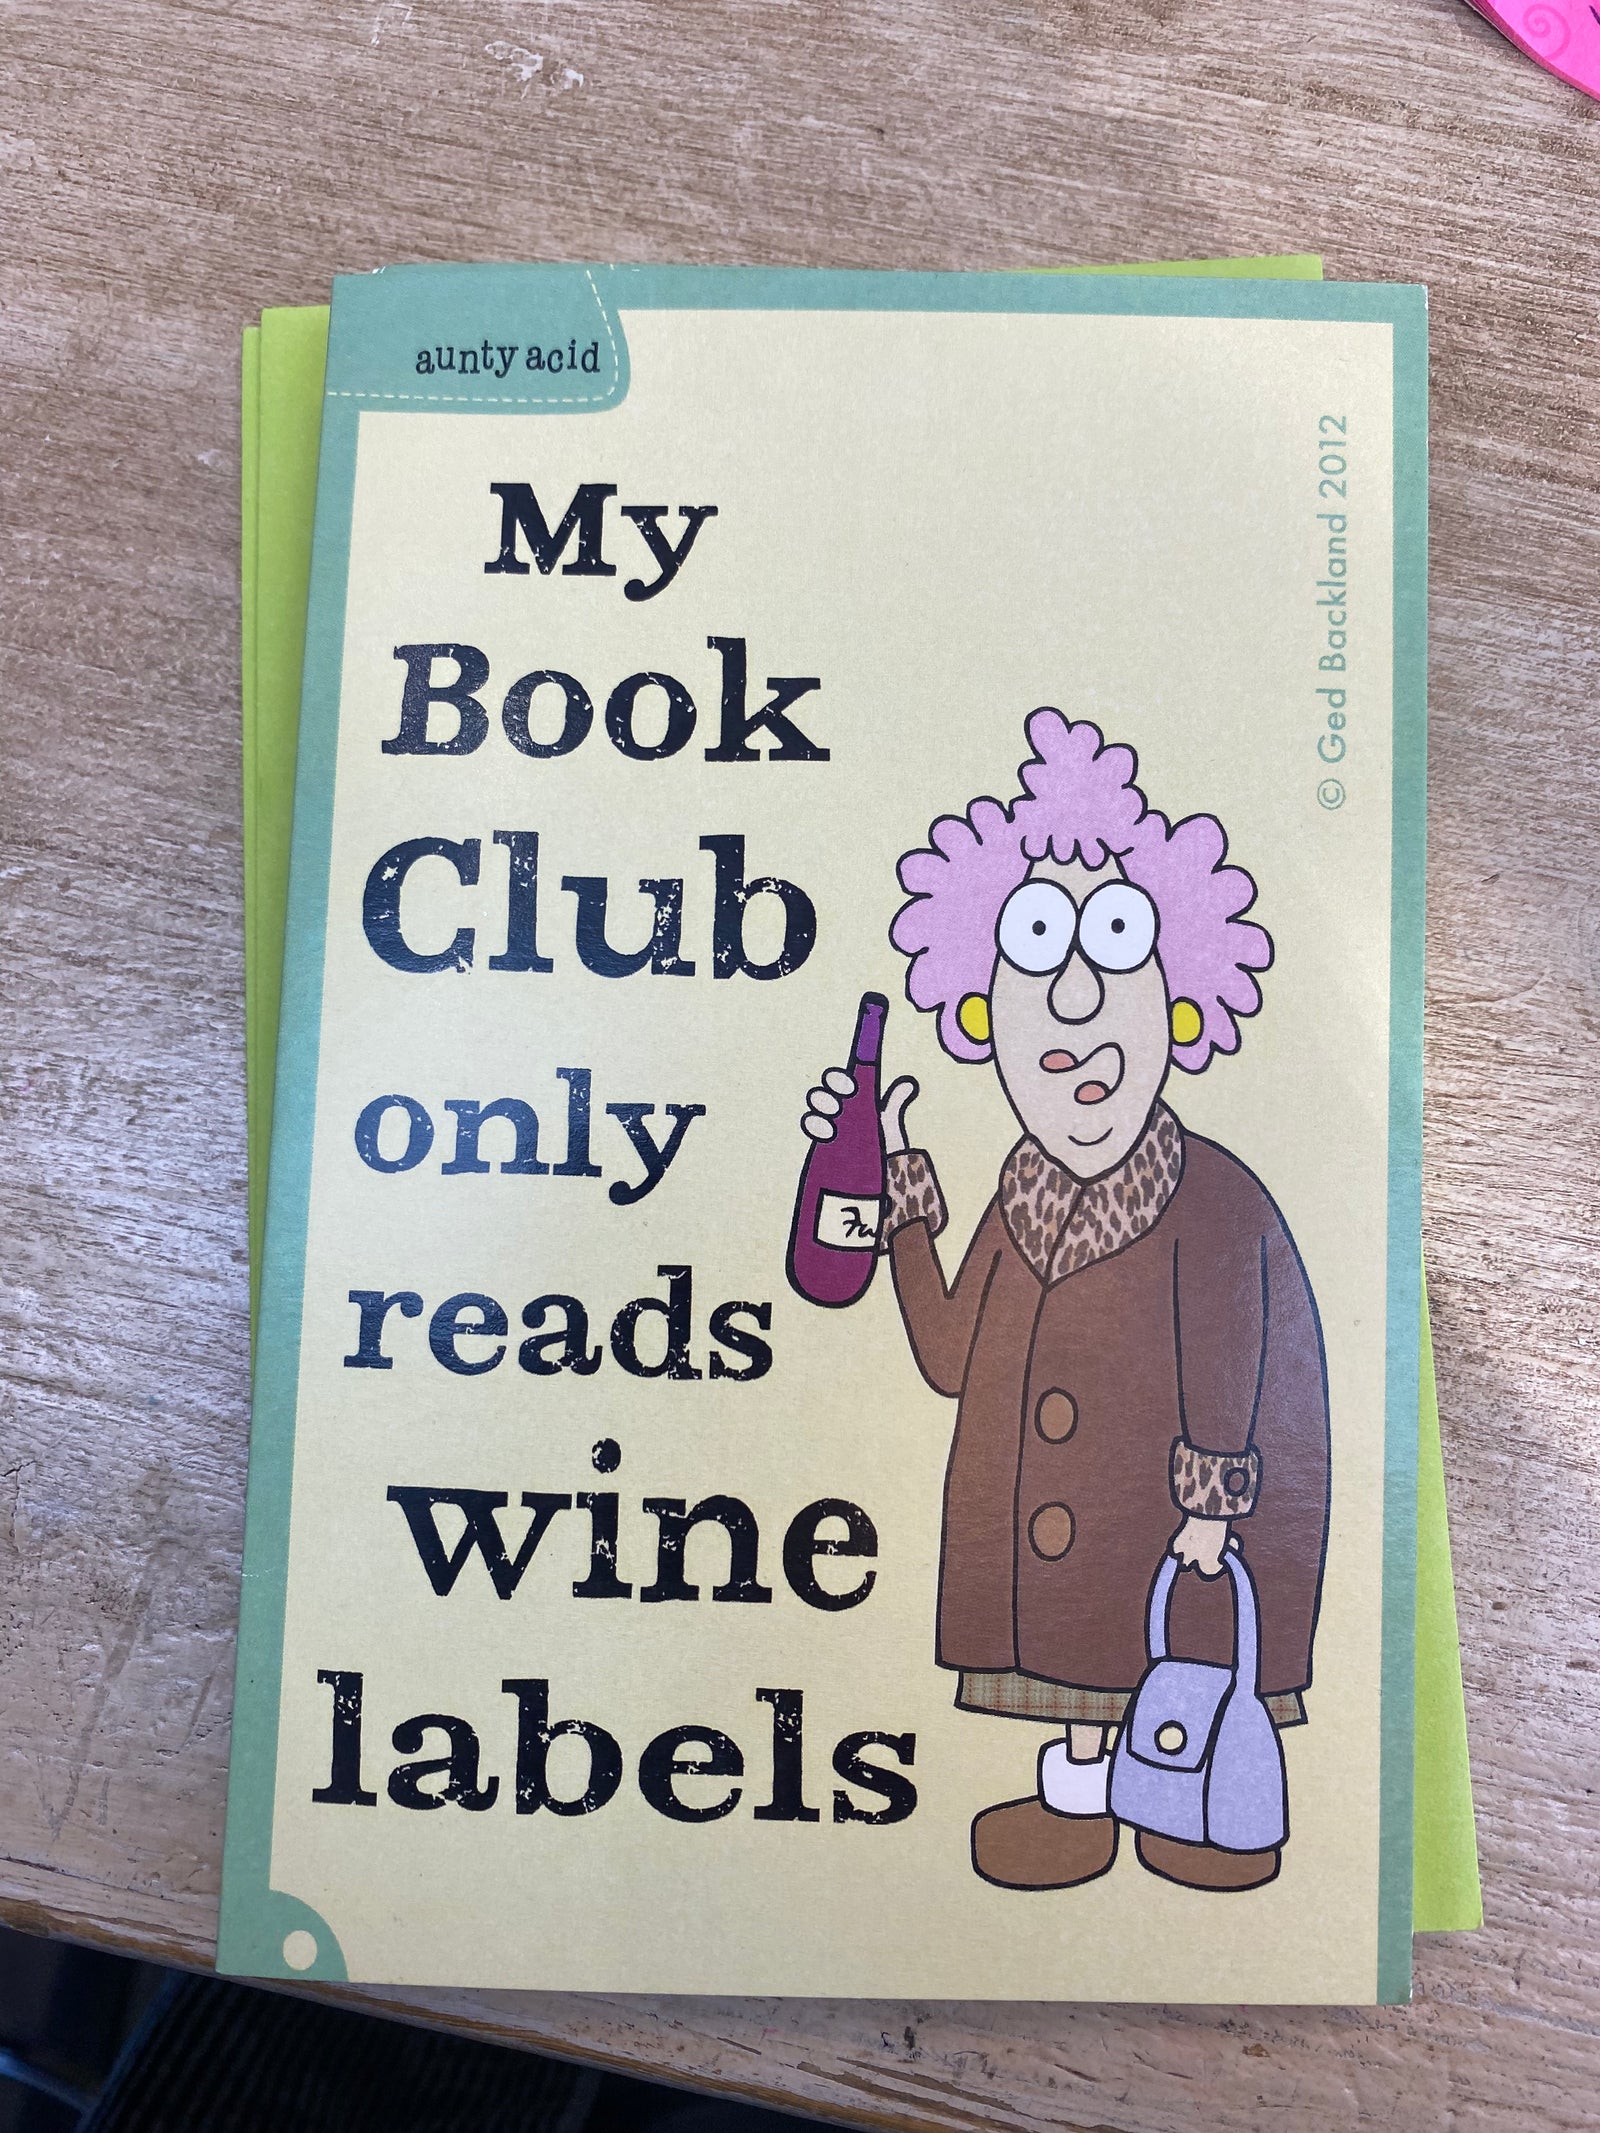 aunty acid
My
Book
Club
only
reads
wine
labels
© Ged Backland 2012